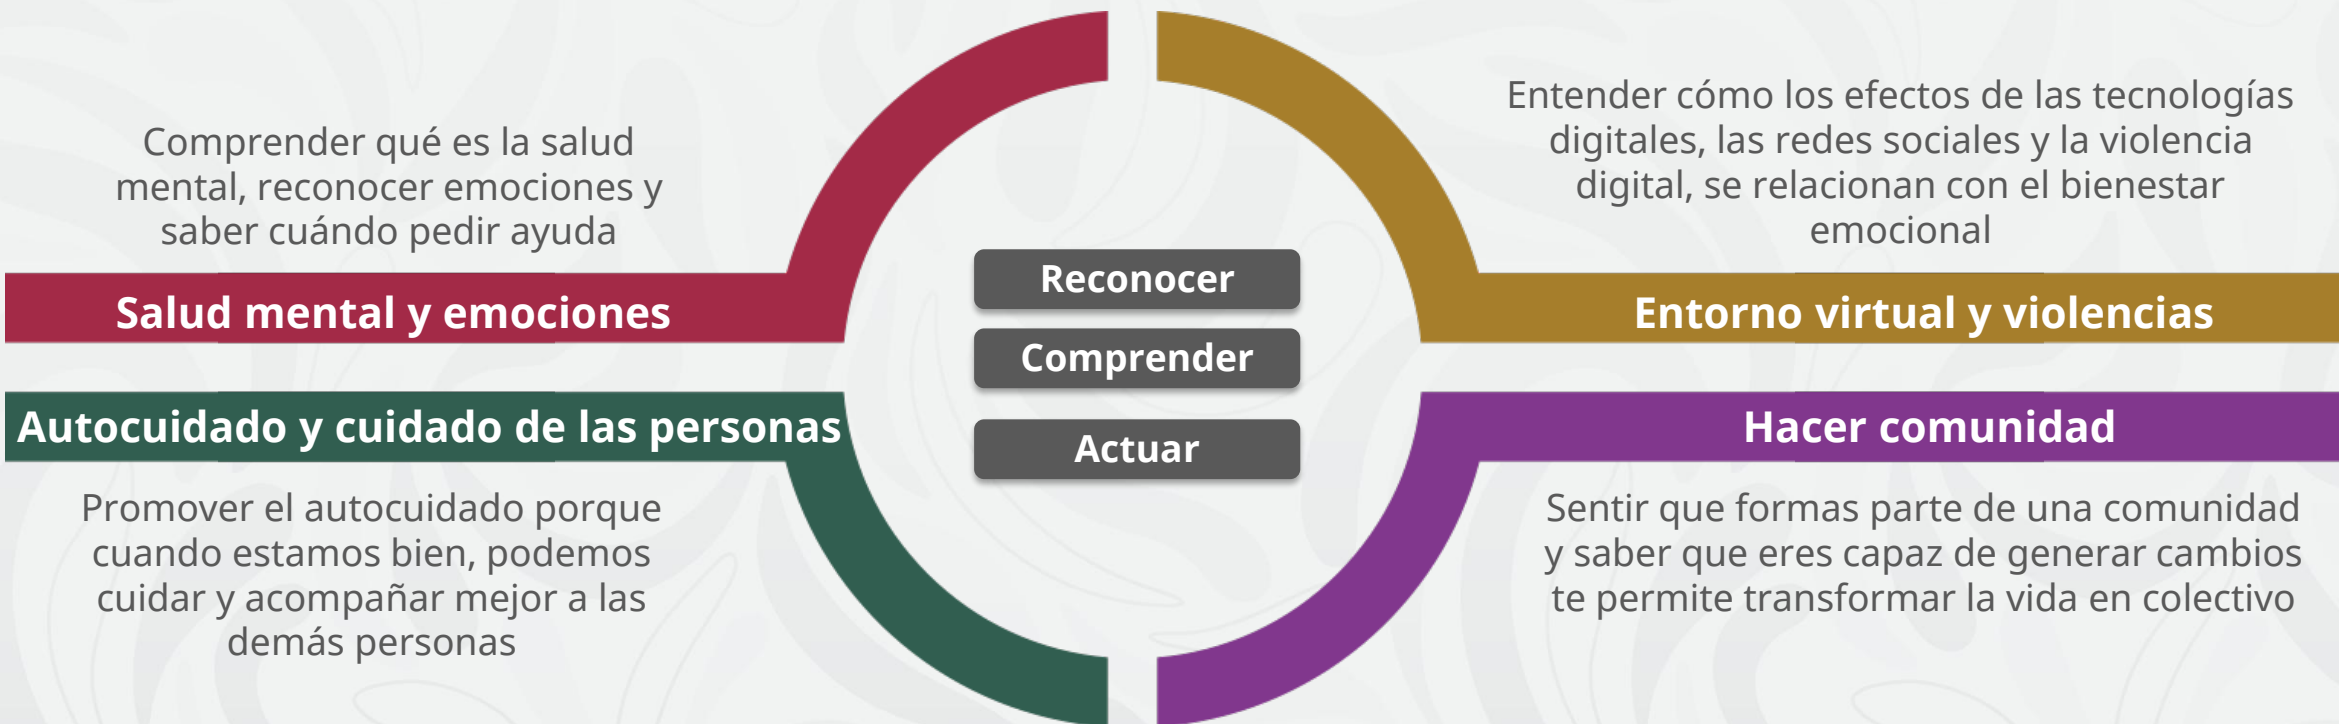 Comprender qué es la salud
mental, reconocer emociones y
saber cuándo pedir ayuda
Salud mental y emociones
Autocuidado y cuidado de las personas
Promover el autocuidado porque
cuando estamos bien, podemos
cuidar y acompañar mejor a las
demás personas
Reconocer
Comprender
Actuar
Entender cómo los efectos de las tecnologías
digitales, las redes sociales y la violencia
digital, se relacionan con el bienestar
emocional
Entorno virtual y violencias
Hacer comunidad
Sentir que formas parte de una comunidad
y saber que eres capaz de generar cambios
te permite transformar la vida en colectivo